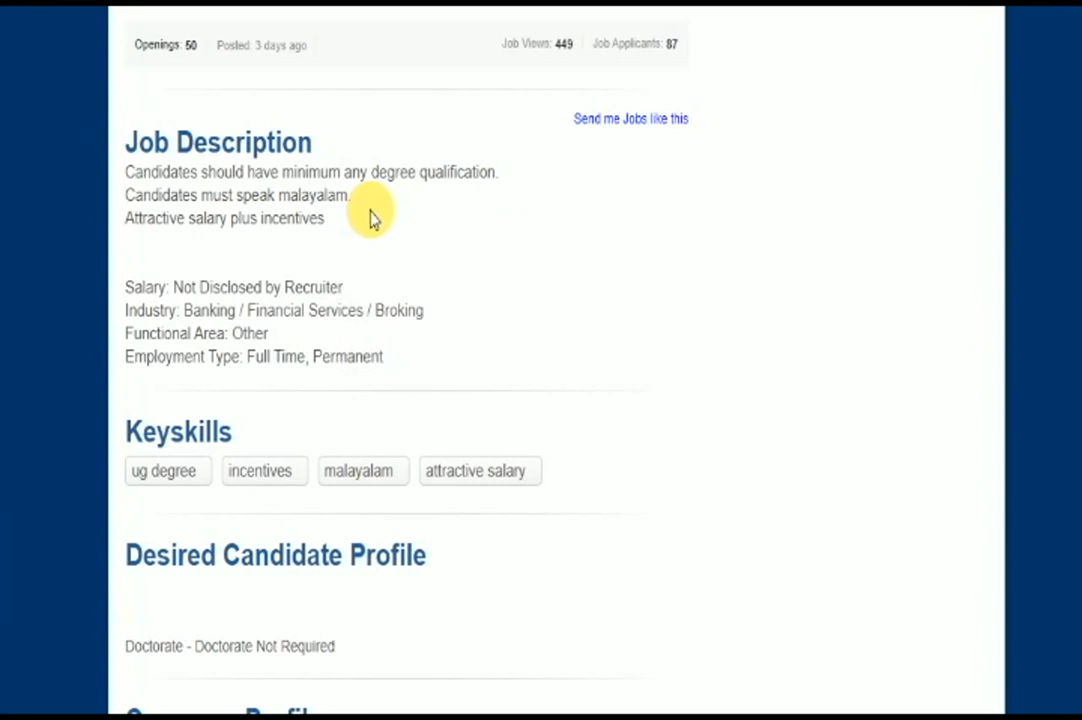 Openings: 50 Posted: 3 days ago Job Views: 449 Job Applicants: 87
Send me Jobs like this
Job Description
Candidates should have minimum any degree qualification.
Candidates must speak malayalam.
Attractive salary plus incentives
Salary: Not Disclosed by Recruiter
Industry: Banking / Financial Services / Broking
Functional Area: Other
Employment Type: Full Time, Permanent
Keyskills
ug degree incentives malayalam attractive salary
Desired Candidate Profile
Doctorate - Doctorate Not Required